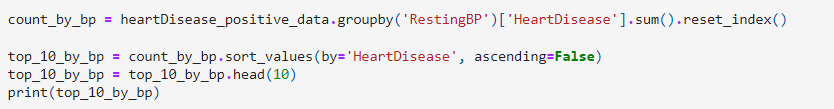 count_by_bp = heartDisease_positive_data.groupby('RestingBP')['HeartDisease'].sum().reset_index()
top_10_by_bp = count_by_bp.sort_values(by='HeartDisease', ascending=False)
top_10_by_bp = top_10_by_bp.head(10)
print(top_10_by_bp)